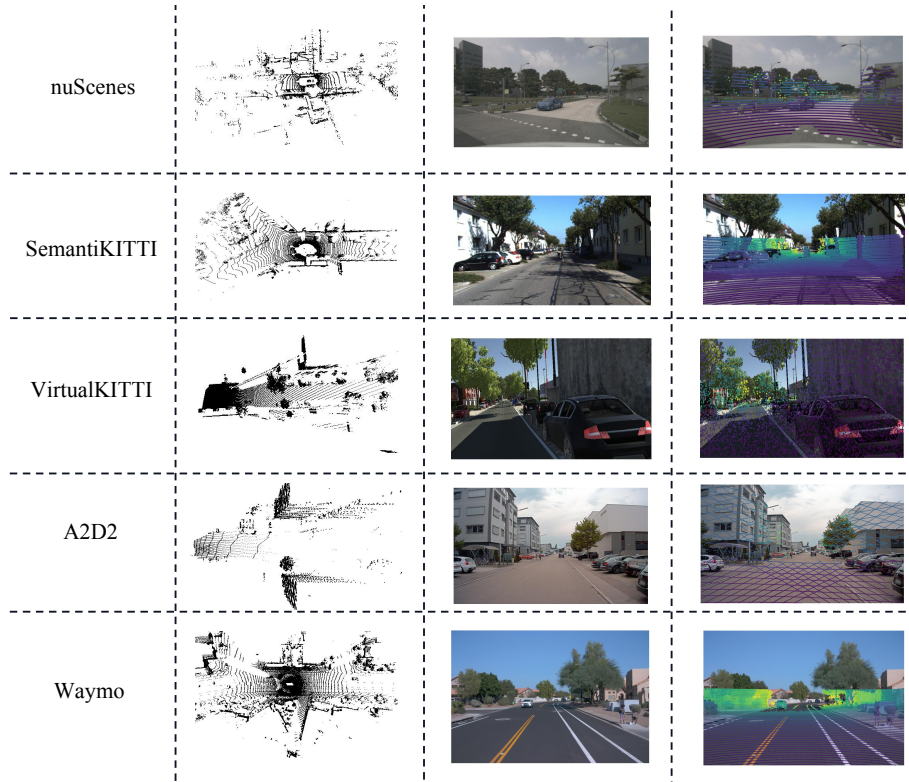 nuScenes
SemantiKITTI
VirtualKITTI
A2D2
Waymo